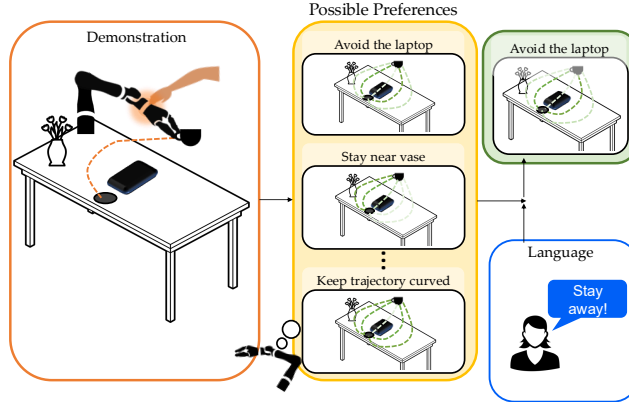 Possible Preferences
Demonstration
Avoid the laptop
Stay near vase
Keep trajectory curved
Avoid the laptop
Language
Stay
away!